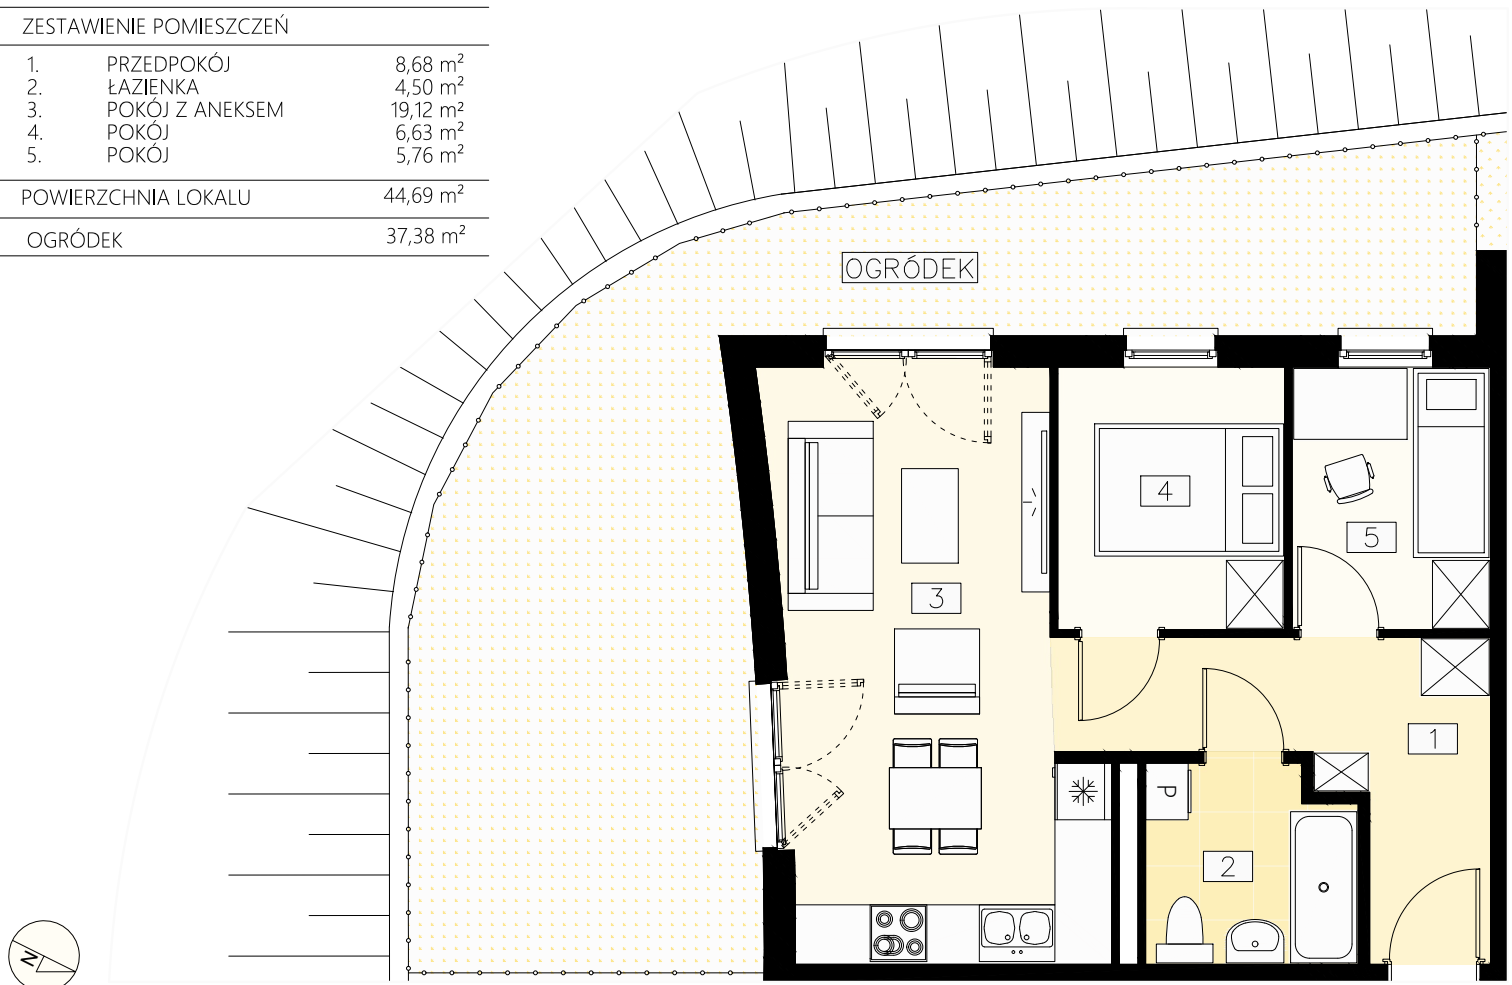 ZESTAWIENIE POMIESZCZEŃ
1. PRZEDPOKÓJ 8,68 m²
2. ŁAZIENKA 4,50 m²
3. POKÓJ Z ANEKSEM 19,12 m²
4. POKÓJ 6,63 m²
5. POKÓJ 5,76 m²
POWIERZCHNIA LOKALU 44,69 m²
OGRÓDEK 37,38 m²
OGRÓDEK
4
5
3
1
P
2
N